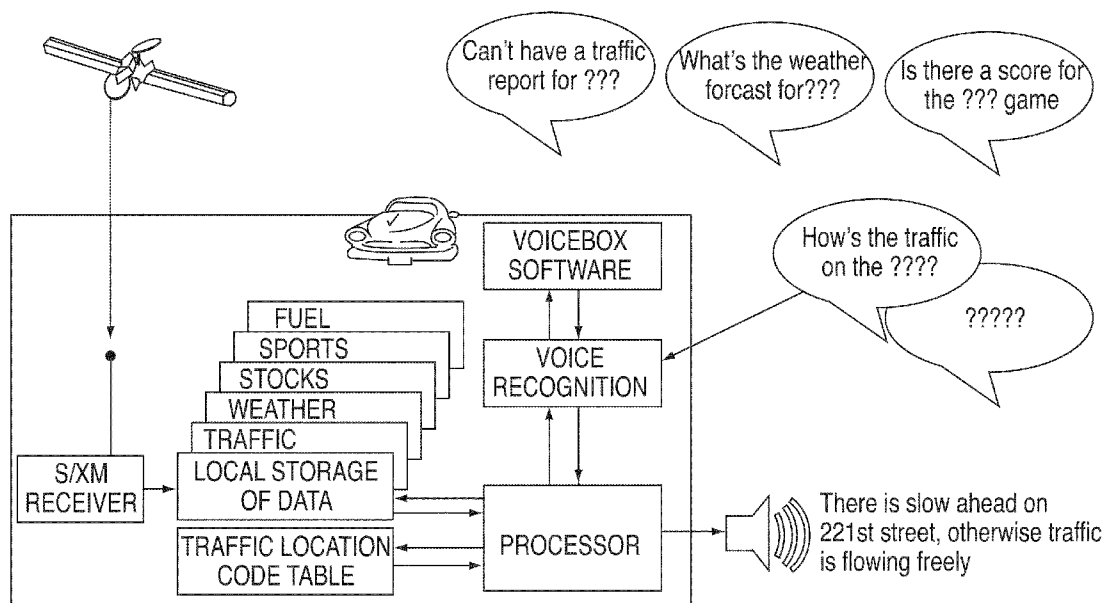 Can't have a traffic
report for ???
What's the weather
forcast for???
Is there a score for
the ??? game
How's the traffic
on the ????
?????
VOICEBOX
SOFTWARE
FUEL
SPORTS
STOCKS
WEATHER
TRAFFIC
VOICE
RECOGNITION
S/XM
RECEIVER
LOCAL STORAGE
OF DATA
TRAFFIC LOCATION
CODE TABLE
PROCESSOR
There is slow ahead on
221st street, otherwise traffic
is flowing freely